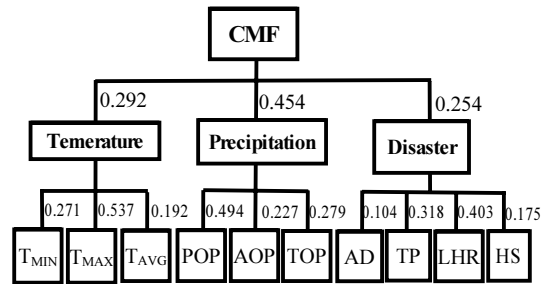 CMF
0.292 0.454 0.254
Temerature Precipitation Disaster
0.271 0.537 0.192 0.494 0.227 0.279 0.104 0.318 0.403 0.175
TMIN TMAX TAVG POP AOP TOP AD TP LHR HS